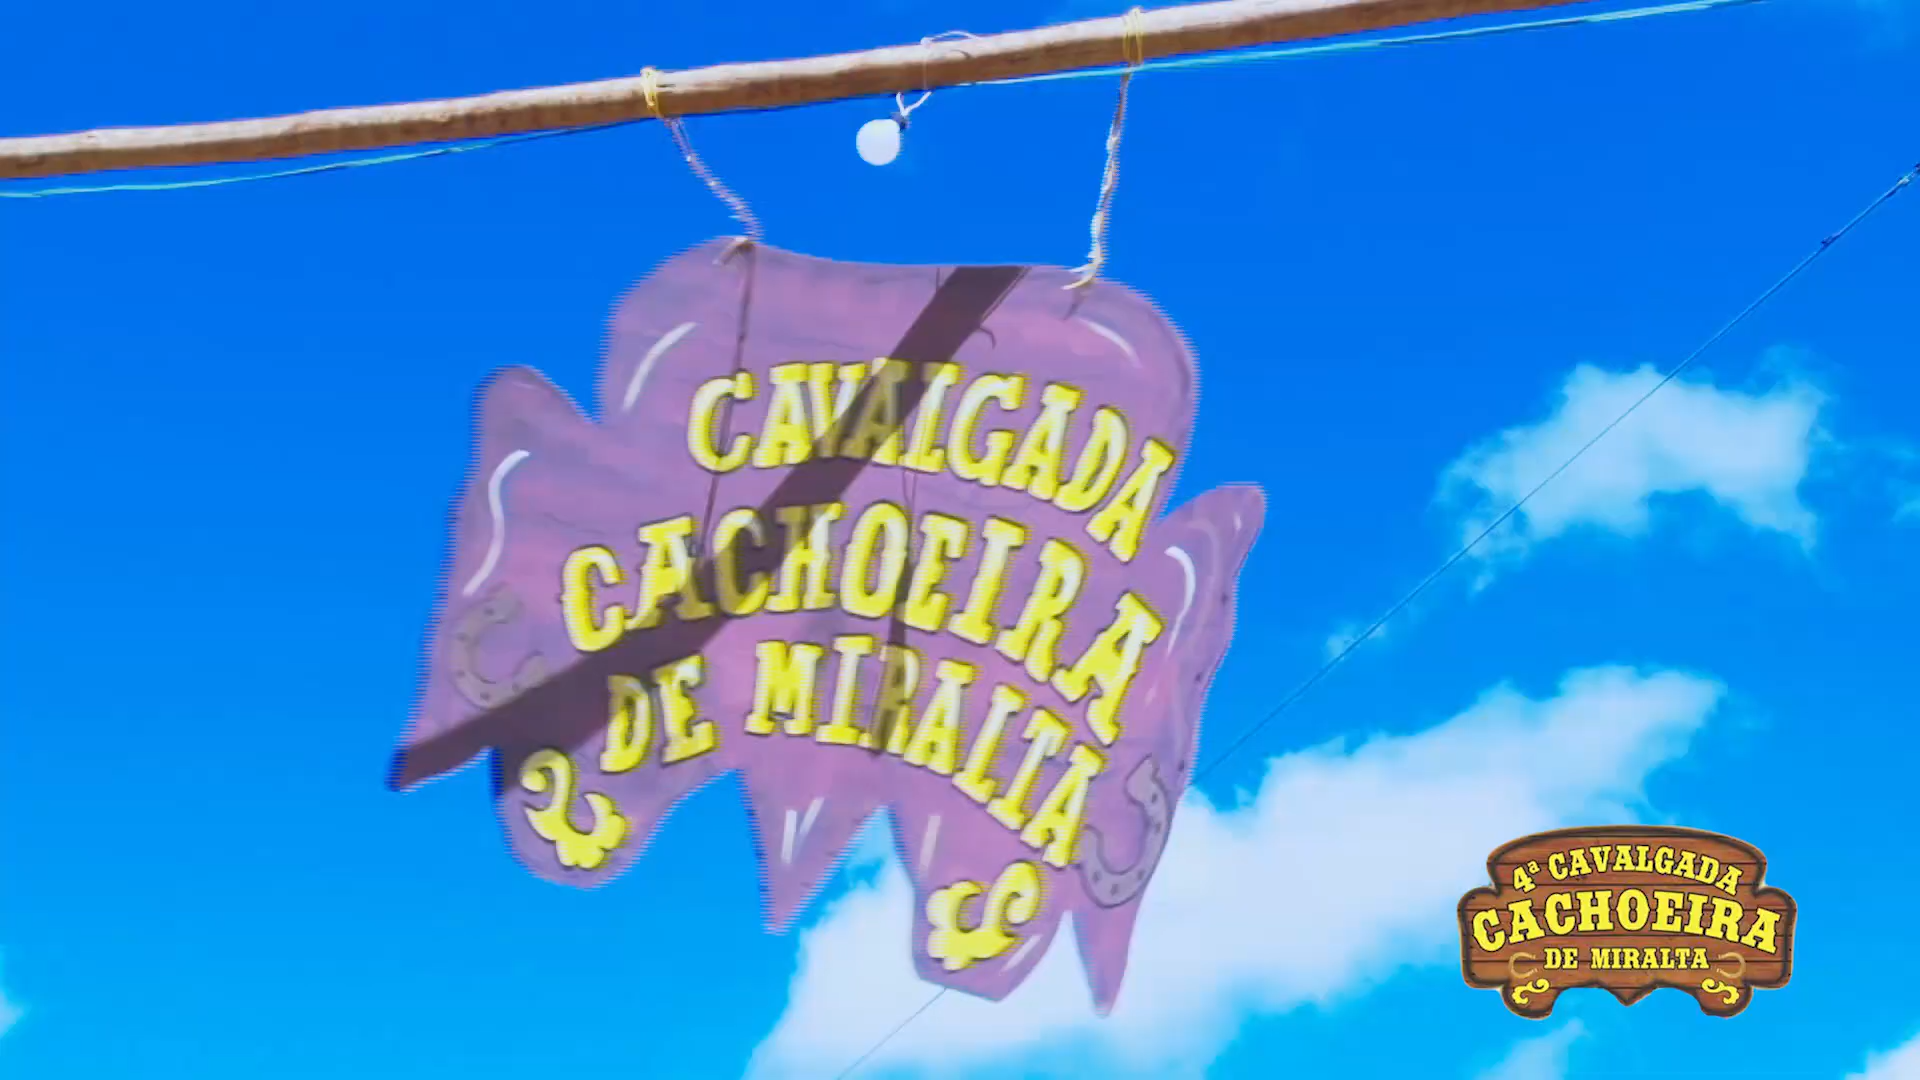 CAVALGADA
CACHOEIRA
DE MIRALTA
4ª CAVALGADA
CACHOEIRA
DE MIRALTA